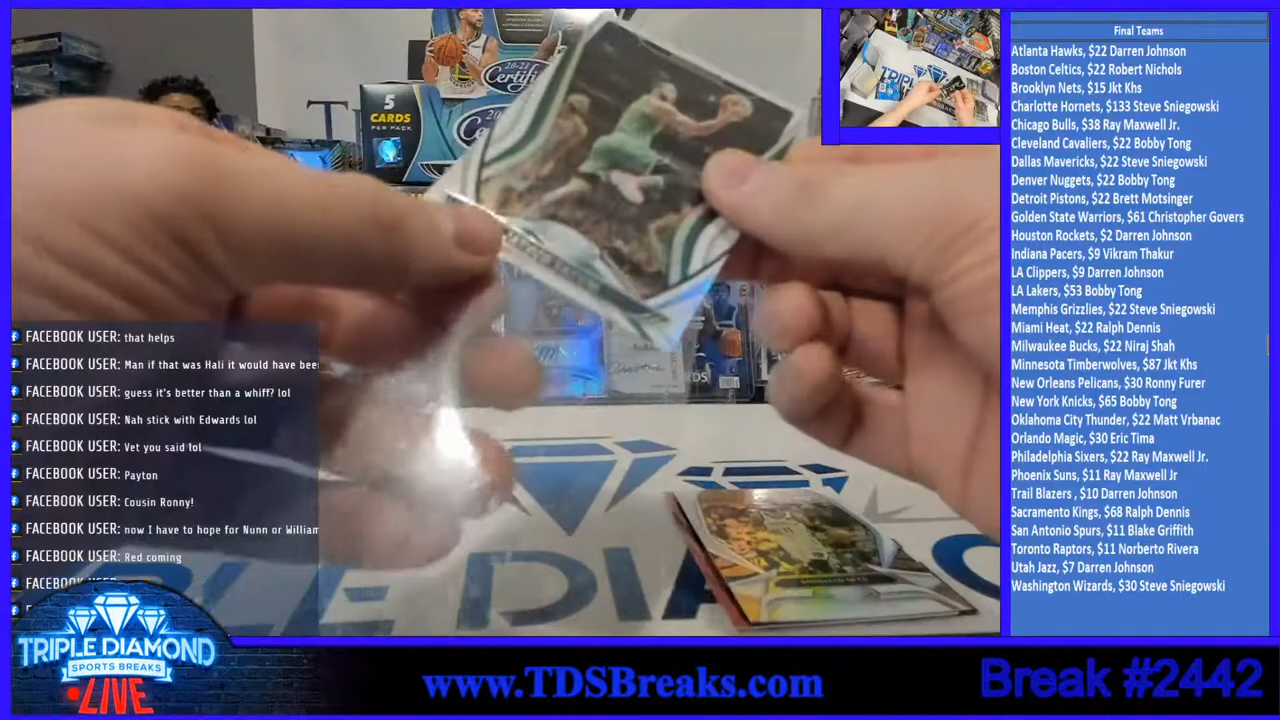 Final Teams
Atlanta Hawks, $22 Darren Johnson
Boston Celtics, $22 Robert Nichols
Brooklyn Nets, $15 Jkt Khs
Charlotte Hornets, $133 Steve Sniegowski
Chicago Bulls, $38 Ray Maxwell Jr.
Cleveland Cavaliers, $22 Bobby Tong
Dallas Mavericks, $22 Steve Sniegowski
Denver Nuggets, $22 Bobby Tong
Detroit Pistons, $22 Brett Motsinger
Golden State Warriors, $61 Christopher Govers
Houston Rockets, $2 Darren Johnson
Indiana Pacers, $9 Vikram Thakur
LA Clippers, $9 Darren Johnson
LA Lakers, $53 Bobby Tong
Memphis Grizzlies, $22 Steve Sniegowski
Miami Heat, $22 Ralph Dennis
Milwaukee Bucks, $22 Niraj Shah
Minnesota Timberwolves, $87 Jkt Khs
New Orleans Pelicans, $30 Ronny Furer
New York Knicks, $65 Bobby Tong
Oklahoma City Thunder, $22 Matt Vrbanac
Orlando Magic, $30 Eric Tima
Philadelphia Sixers, $22 Ray Maxwell Jr.
Phoenix Suns, $11 Ray Maxwell Jr
Trail Blazers , $10 Darren Johnson
Sacramento Kings, $68 Ralph Dennis
San Antonio Spurs, $11 Blake Griffith
Toronto Raptors, $11 Norberto Rivera
Utah Jazz, $7 Darren Johnson
Washington Wizards, $30 Steve Sniegowski
20-21
5
CARDS
PER PACK
FACEBOOK USER: that helps
FACEBOOK USER: Man if that was Hali it would have been
FACEBOOK USER: guess it's better than a whiff? lol
FACEBOOK USER: Nah stick with Edwards lol
FACEBOOK USER: Vet you said lol
FACEBOOK USER: Payton
FACEBOOK USER: Cousin Ronny!
FACEBOOK USER: now I have to hope for Nunn or William
FACEBOOK USER: Red coming
FACEBOOK
BROOKLYN NETS
TRIPLE DIAMOND
SPORTS BREAKS
LIVE
www.TDSBreaks.com
Break #2442